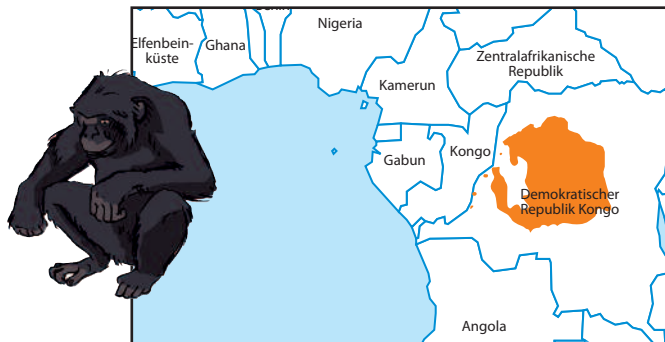 Nigeria
Elfenbein-
küste
Ghana
Zentralafrikanische
Republik
Kamerun
Gabun
Kongo
Demokratischer
Republik Kongo
Angola